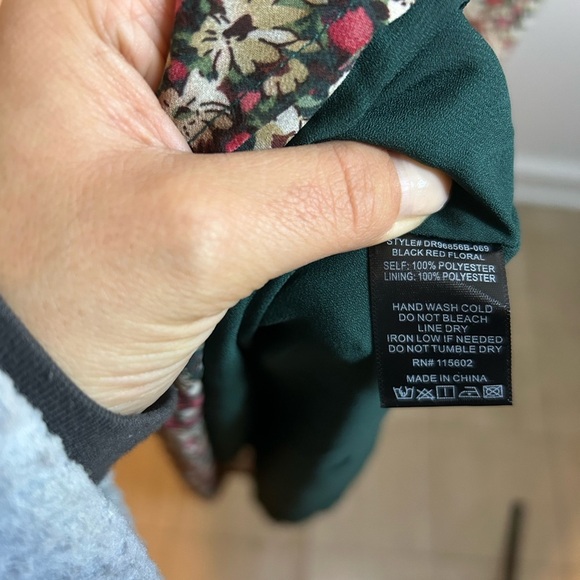 STYLE# DR96856B-069
BLACK RED FLORAL
SELF: 100% POLYESTER
LINING: 100% POLYESTER
HAND WASH COLD
DO NOT BLEACH
LINE DRY
IRON LOW IF NEEDED
DO NOT TUMBLE DRY
RN# 115602
MADE IN CHINA